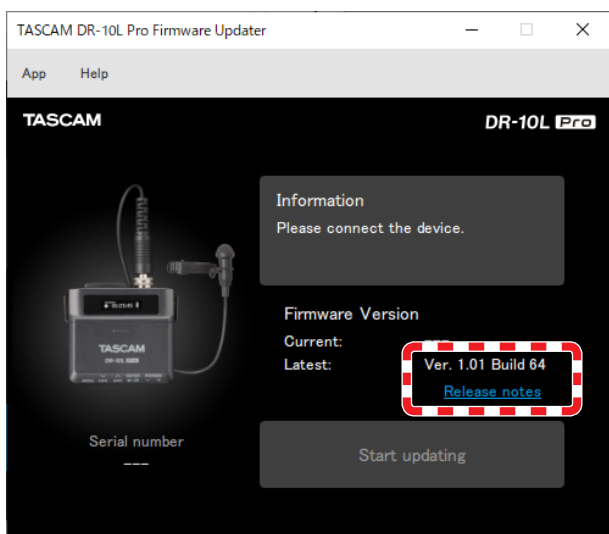 TASCAM DR-10L Pro Firmware Updater
App Help
TASCAM
DR-10L Pro
Information
Please connect the device.
Firmware Version
Current: ---
Latest: Ver. 1.01 Build 64
Release notes
TASCAM
Serial number
---
Start updating